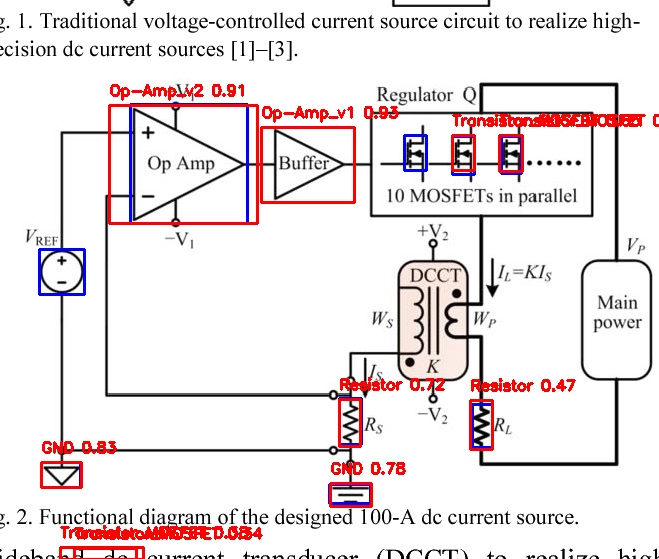 g. 1. Traditional voltage-controlled current source circuit to realize high-
ecision dc current sources [1]–[3].
Op-Amp_v2 0.91
Op-Amp_v1 0.93
Regulator Q
+
Op Amp
−
−V1
Buffer
10 MOSFETs in parallel
VREF
+
−
+V2
DCCT
IL=KIS
VP
WS
WP
Main
power
K
IS
Resistor 0.72
Resistor 0.47
−V2
RS
RL
GND 0.83
GND 0.78
g. 2. Functional diagram of the designed 100-A dc current source.
current transducer (DCCT) to realize high